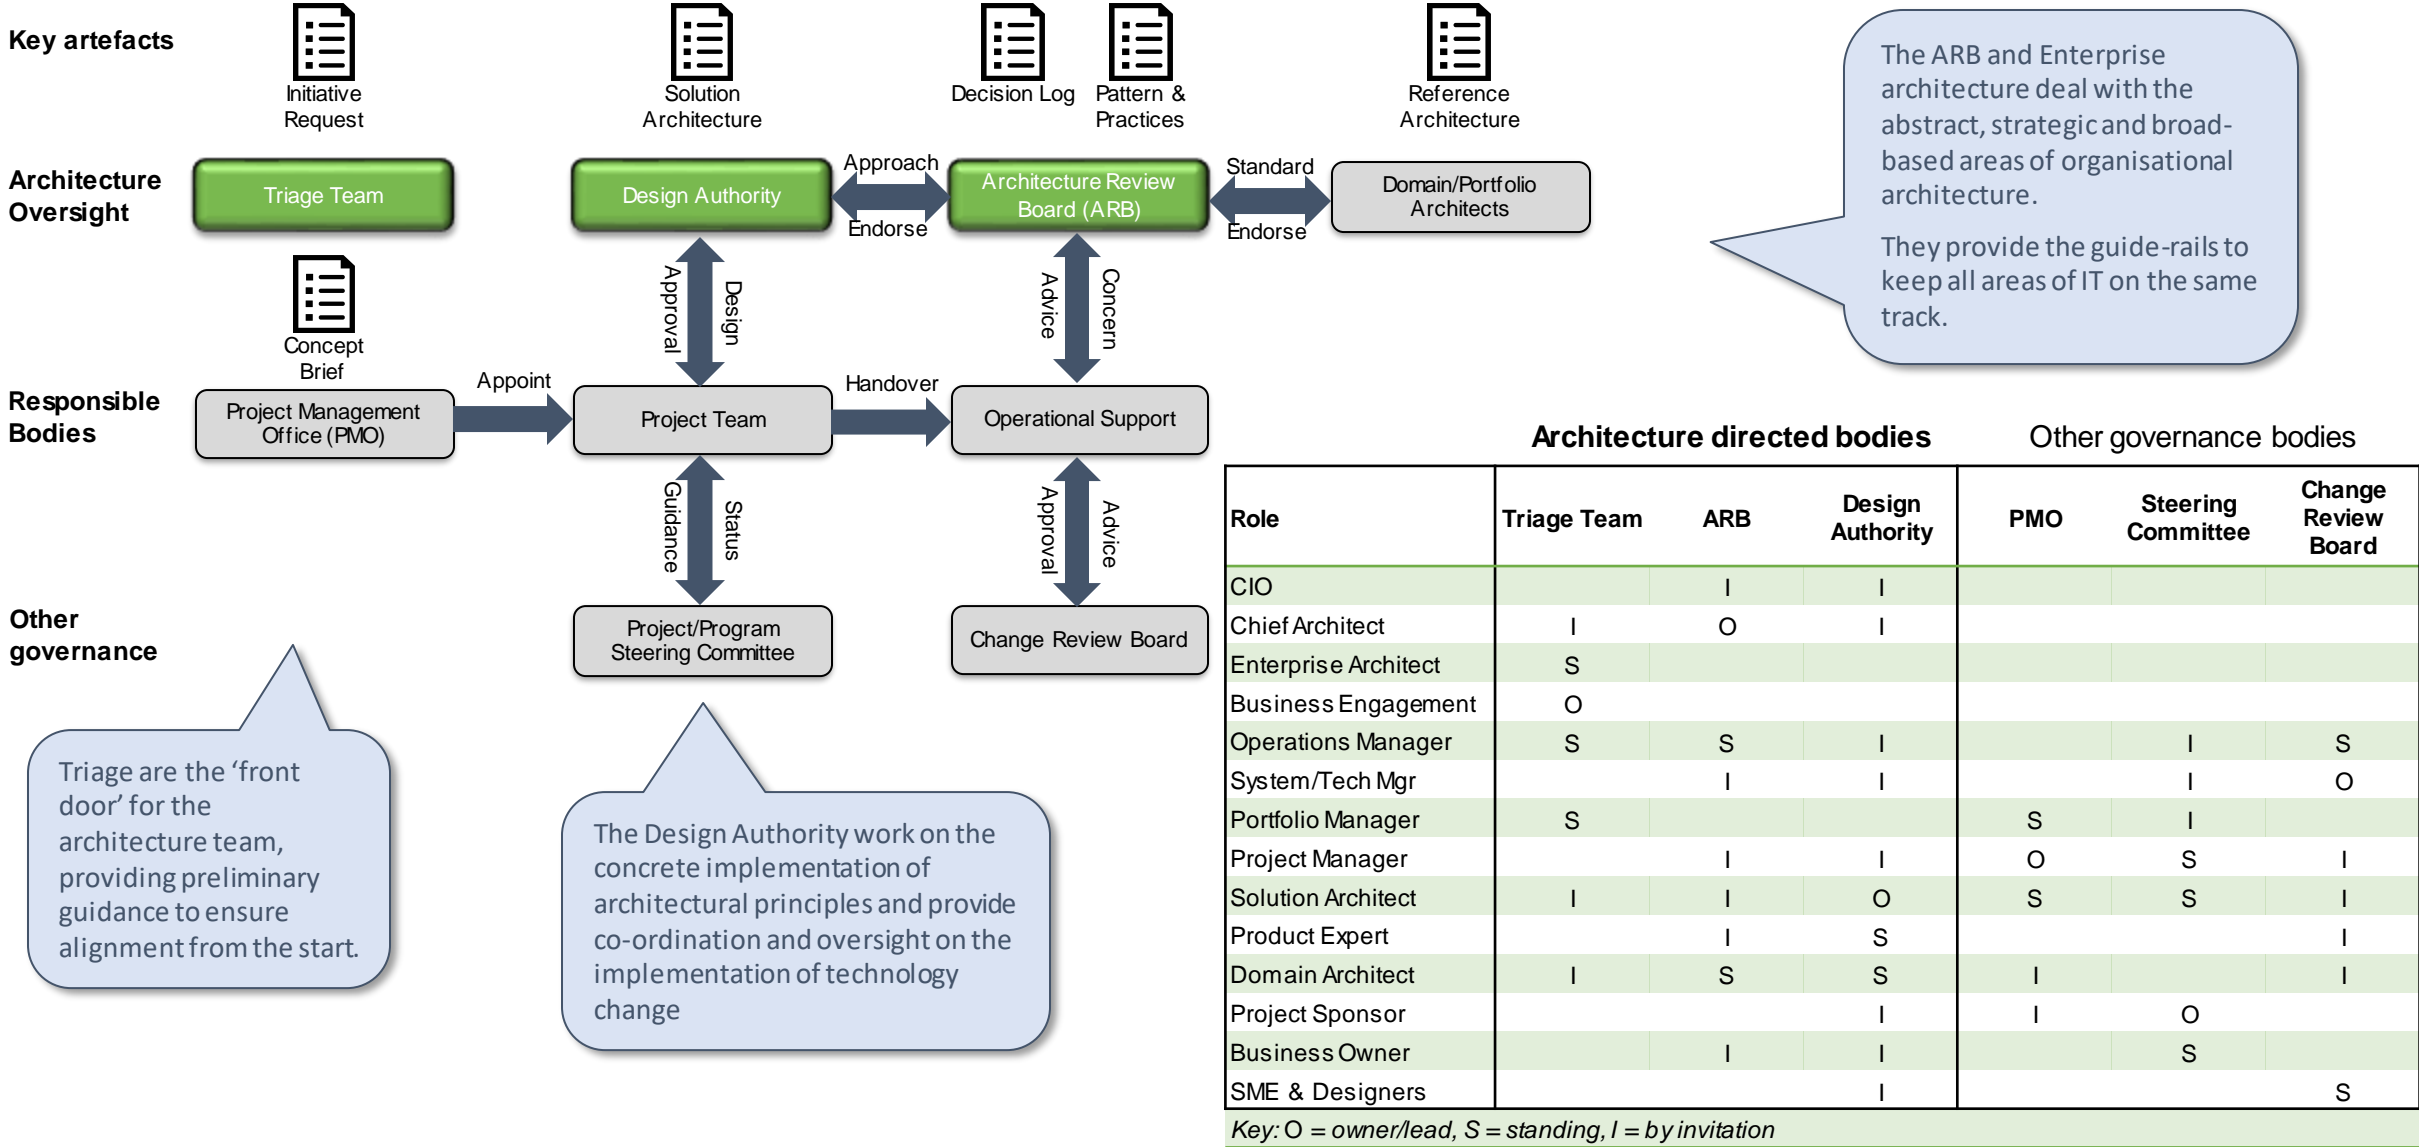 Key artefacts
Initiative
Request
Solution
Architecture
Decision Log
Pattern &
Practices
Reference
Architecture
Architecture
Oversight
Triage Team
Design Authority
Approach
Endorse
Architecture Review
Board (ARB)
Standard
Endorse
Domain/Portfolio
Architects
The ARB and Enterprise
architecture deal with the
abstract, strategic and broad-
based areas of organisational
architecture.
They provide the guide-rails to
keep all areas of IT on the same
track.
Concept
Brief
Approval
Design
Advice
Concern
Responsible
Bodies
Project Management
Office (PMO)
Appoint
Project Team
Handover
Operational Support
Guidance
Status
Approval
Advice
Other
governance
Project/Program
Steering Committee
Change Review Board
Triage are the ‘front
door’ for the
architecture team,
providing preliminary
guidance to ensure
alignment from the start.
The Design Authority work on the
concrete implementation of
architectural principles and provide
co-ordination and oversight on the
implementation of technology
change
Architecture directed bodies Other governance bodies
Role Triage Team ARB Design Authority PMO Steering Committee Change Review Board
CIO I I
Chief Architect I O I
Enterprise Architect S
Business Engagement O
Operations Manager S S I I S
System/Tech Mgr I I I O
Portfolio Manager S S I
Project Manager I I O S I
Solution Architect I I O S S I
Product Expert I S I
Domain Architect I S S I I
Project Sponsor I I O
Business Owner I I S
SME & Designers I S
Key: O = owner/lead, S = standing, I = by invitation